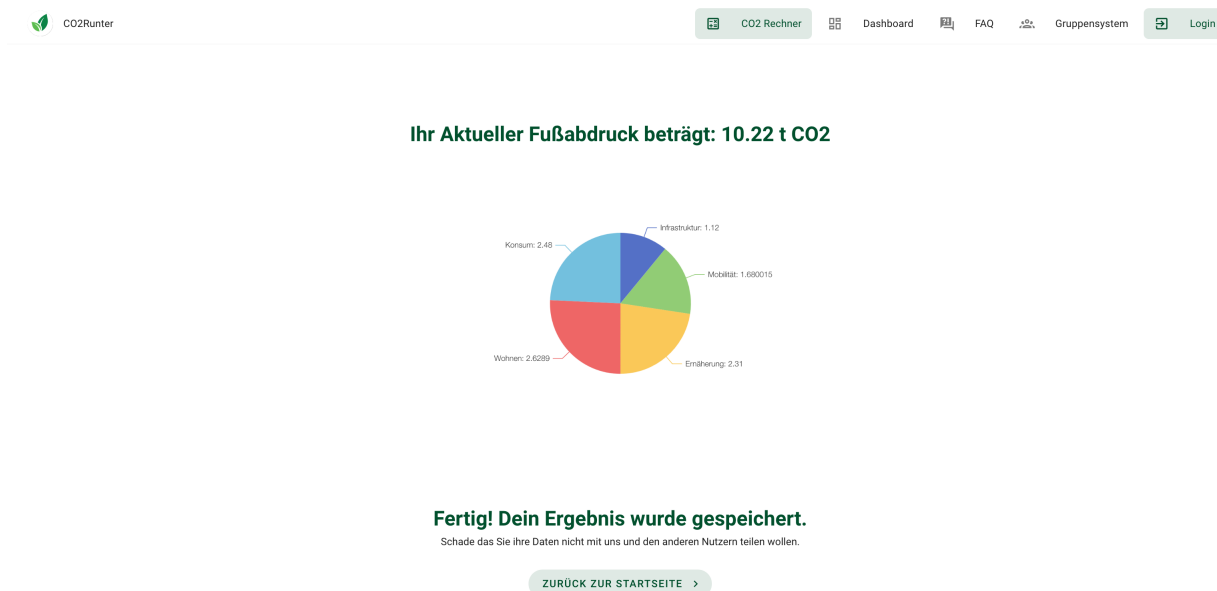 CO2Runter
CO2 Rechner
Dashboard
FAQ
Gruppensystem
Login
Ihr Aktueller Fußabdruck beträgt: 10.22 t CO2
Infrastruktur: 1.12
Konsum: 2.48
Mobilität: 1.680015
Wohnen: 2.6289
Ernäherung: 2.31
Fertig! Dein Ergebnis wurde gespeichert.
Schade das Sie ihre Daten nicht mit uns und den anderen Nutzern teilen wollen.
ZURÜCK ZUR STARTSEITE